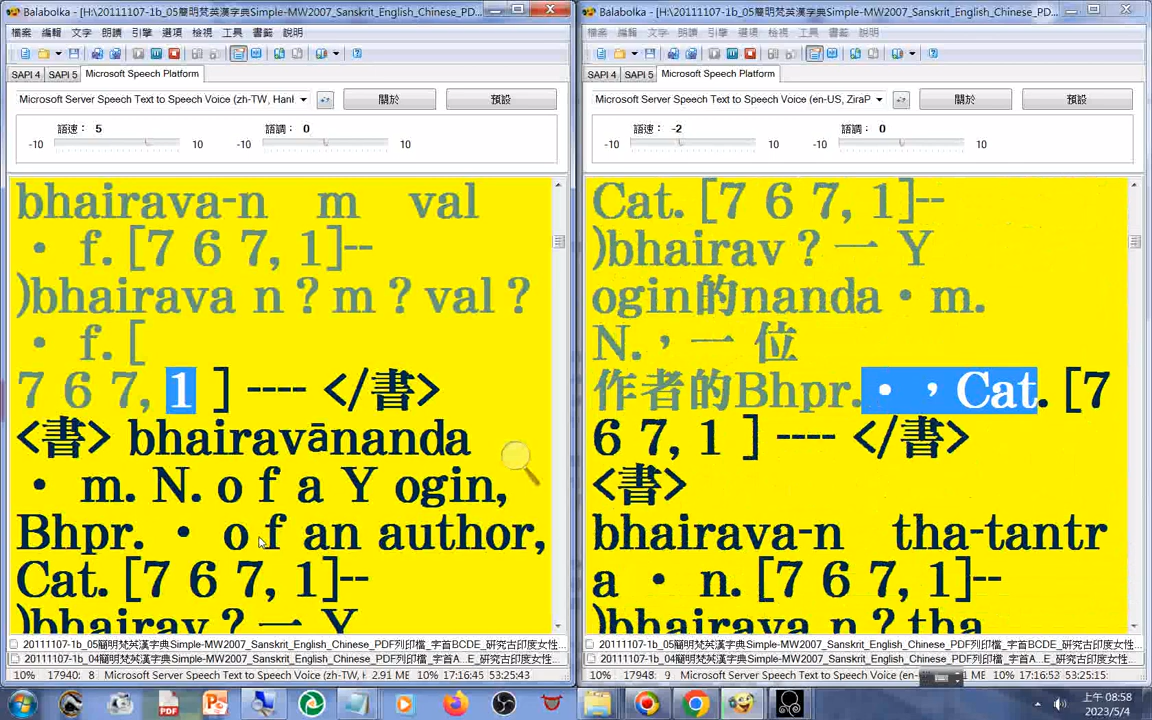 Balabolka - [H:\20111107-1b_05簡明梵英漢字典Simple-MW2007_Sanskrit_English_Chinese_PD...
檔案 編輯 文字 朗讀 引擎 選項 檢視 工具 書籤 說明
SAPI 4 SAPI 5 Microsoft Speech Platform
Microsoft Server Speech Text to Speech Voice (zh-TW, HanH
關於 預設
語速： 5 語調： 0
-10 10 -10 10
bhairava-n m val
• f. [7 6 7, 1]--
)bhairava n ? m ? val ?
• f. [
7 6 7, 1 ] ---- </書>
<書> bhairavānanda
• m. N. o f a Y ogin,
Bhpr. • o f an author,
Cat. [7 6 7, 1]--
)bhairav ? 一 Y
20111107-1b_05簡明梵英漢字典Simple-MW2007_Sanskrit_English_Chinese_PDF列印檔_字首BCDE_研究古印度女性...
20111107-1b_04簡明梵英漢字典Simple-MW2007_Sanskrit_English_Chinese_PDF列印檔_字首A...E_研究古印度女性...
10% 17940: 8 Microsoft Server Speech Text to Speech Voice (zh-TW, 2.91 MB 10% 17:16:45 53:25:43
Balabolka - [H:\20111107-1b_05簡明梵英漢字典Simple-MW2007_Sanskrit_English_Chinese_PD...
檔案 編輯 文字 朗讀 引擎 選項 檢視 工具 書籤 說明
SAPI 4 SAPI 5 Microsoft Speech Platform
Microsoft Server Speech Text to Speech Voice (en-US, ZiraP
關於 預設
語速： -2 語調： 0
-10 10 -10 10
Cat. [7 6 7, 1]--
)bhairav ? 一 Y
ogin的nanda • m.
N.，一 位
作者的Bhpr. •，Cat. [7
6 7, 1 ] ---- </書>
<書>
bhairava-n tha-tantr
a • n. [7 6 7, 1]--
)bhairava n ? tha
20111107-1b_05簡明梵英漢字典Simple-MW2007_Sanskrit_English_Chinese_PDF列印檔_字首BCDE_研究古印度女性...
20111107-1b_04簡明梵英漢字典Simple-MW2007_Sanskrit_English_Chinese_PDF列印檔_字首A...E_研究古印度女性...
10% 17948: 9 Microsoft Server Speech Text to Speech Voice (en-US 10% 17:16:53 53:25:15
上午 08:58
2023/5/4